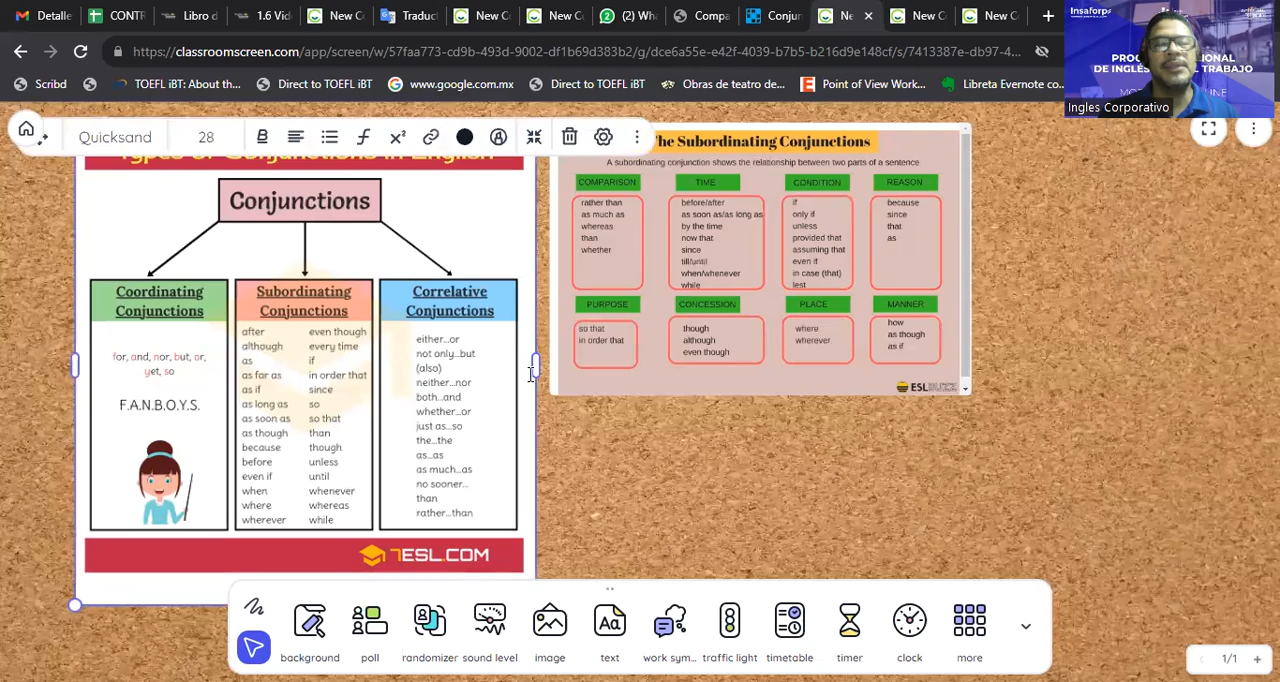 Detalle
CONT
Libro d
1.6 Vid
New C
Traduc
New C
New C
(2) Wha
Compa
Conjun
Ne
New C
New C
https://classroomscreen.com/app/screen/w/57faa773-cd9b-493d-9002-df1b69d383b2/g/dce6a55e-e42f-4039-b7b5-b216d9e148cf/s/7413387e-db97-4...
Scribd
TOEFL iBT: About th...
Direct to TOEFL iBT
www.google.com.mx
Direct to TOEFL iBT
Obras de teatro de...
Point of View Work...
Libreta Evernote co...
Insaforp
DE INGLÉS
TRABAJO
Ingles Corporativo
Quicksand
28
Types of Conjunctions in English
Conjunctions
Coordinating
Conjunctions
for, and, nor, but, or,
yet, so
F.A.N.B.O.Y.S.
Subordinating
Conjunctions
after even though
although every time
as if
as far as in order that
as if since
as long as so
as soon as so that
as though than
because though
before unless
even if until
when whenever
where whereas
wherever while
Correlative
Conjunctions
either...or
not only...but
(also)
neither...nor
both...and
whether...or
just as...so
the...the
as...as
as much...as
no sooner...
than
rather...than
7ESL.COM
The Subordinating Conjunctions
A subordinating conjunction shows the relationship between two parts of a sentence
COMPARISON
rather than
as much as
whereas
than
whether
TIME
before/after
as soon as/as long as
by the time
now that
since
till/until
when/whenever
while
CONDITION
if
only if
unless
provided that
assuming that
even if
in case (that)
lest
REASON
because
since
that
as
PURPOSE
so that
in order that
CONCESSION
though
although
even though
PLACE
where
wherever
MANNER
how
as though
as if
ESLBUZZ
background
poll
randomizer
sound level
image
text
work sym...
traffic light
timetable
timer
clock
more
1/1